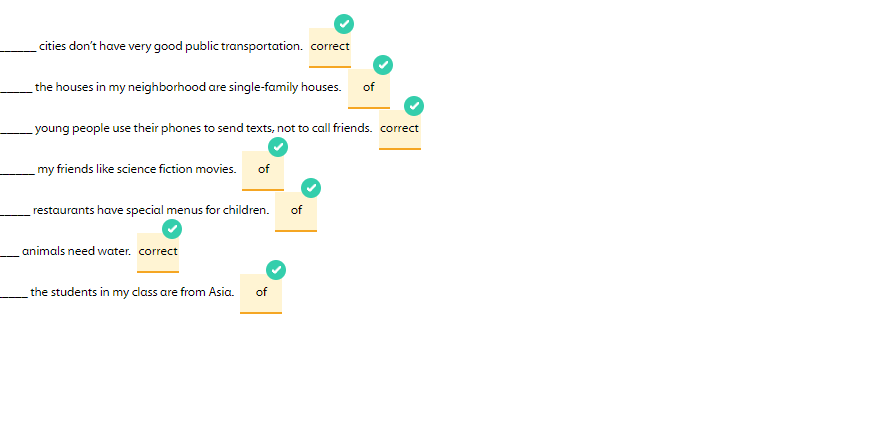 ______ cities don't have very good public transportation. correct
_____ the houses in my neighborhood are single-family houses. of
_____ young people use their phones to send texts, not to call friends. correct
_____ my friends like science fiction movies. of
_____ restaurants have special menus for children. of
___ animals need water. correct
_____ the students in my class are from Asia. of